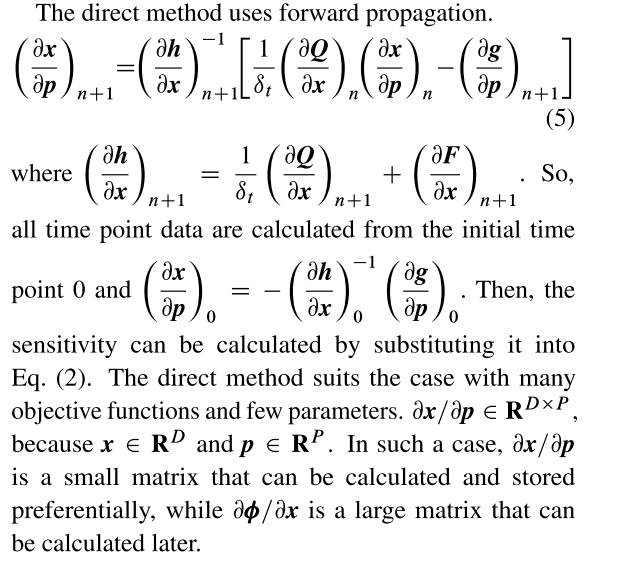 The direct method uses forward propagation.
(∂x/∂p)_{n+1} = (∂h/∂x)^{−1}_{n+1} [ 1/δ_t (∂Q/∂x)_n (∂x/∂p)_n − (∂g/∂p)_{n+1} ]
(5)
where (∂h/∂x)_{n+1} = 1/δ_t (∂Q/∂x)_{n+1} + (∂F/∂x)_{n+1}. So,
all time point data are calculated from the initial time
point 0 and (∂x/∂p)_0 = −(∂h/∂x)^{−1}_0 (∂g/∂p)_0. Then, the
sensitivity can be calculated by substituting it into
Eq. (2). The direct method suits the case with many
objective functions and few parameters. ∂x/∂p ∈ R^{D×P},
because x ∈ R^D and p ∈ R^P. In such a case, ∂x/∂p
is a small matrix that can be calculated and stored
preferentially, while ∂ϕ/∂x is a large matrix that can
be calculated later.